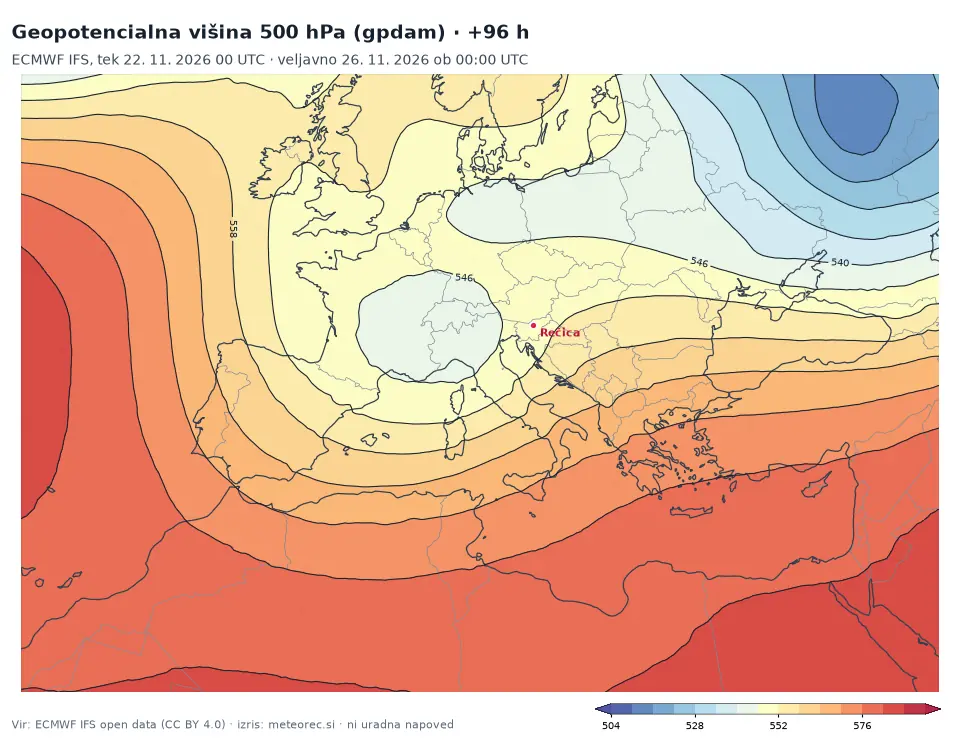 Geopotencialna višina 500 hPa (gpdam) · +96 h
ECMWF IFS, tek 22. 11. 2026 00 UTC · veljavno 26. 11. 2026 ob 00:00 UTC
558
546
540
546
Rečica
504 528 552 576
Vir: ECMWF IFS open data (CC BY 4.0) · izris: meteorec.si · ni uradna napoved